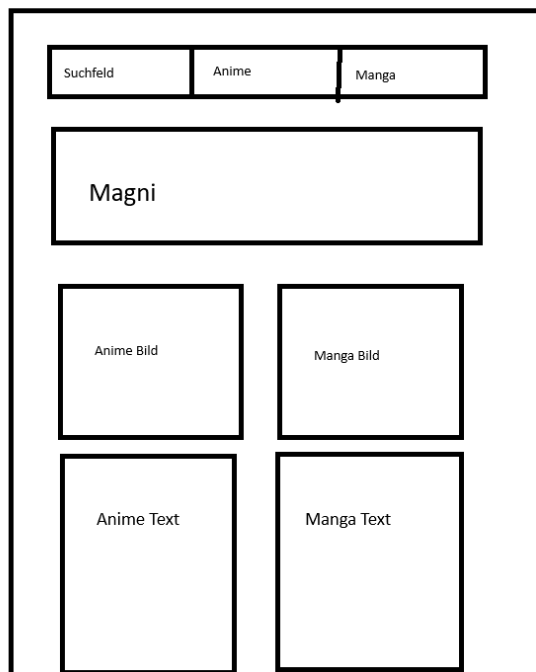 Suchfeld
Anime
Manga
Magni
Anime Bild
Manga Bild
Anime Text
Manga Text